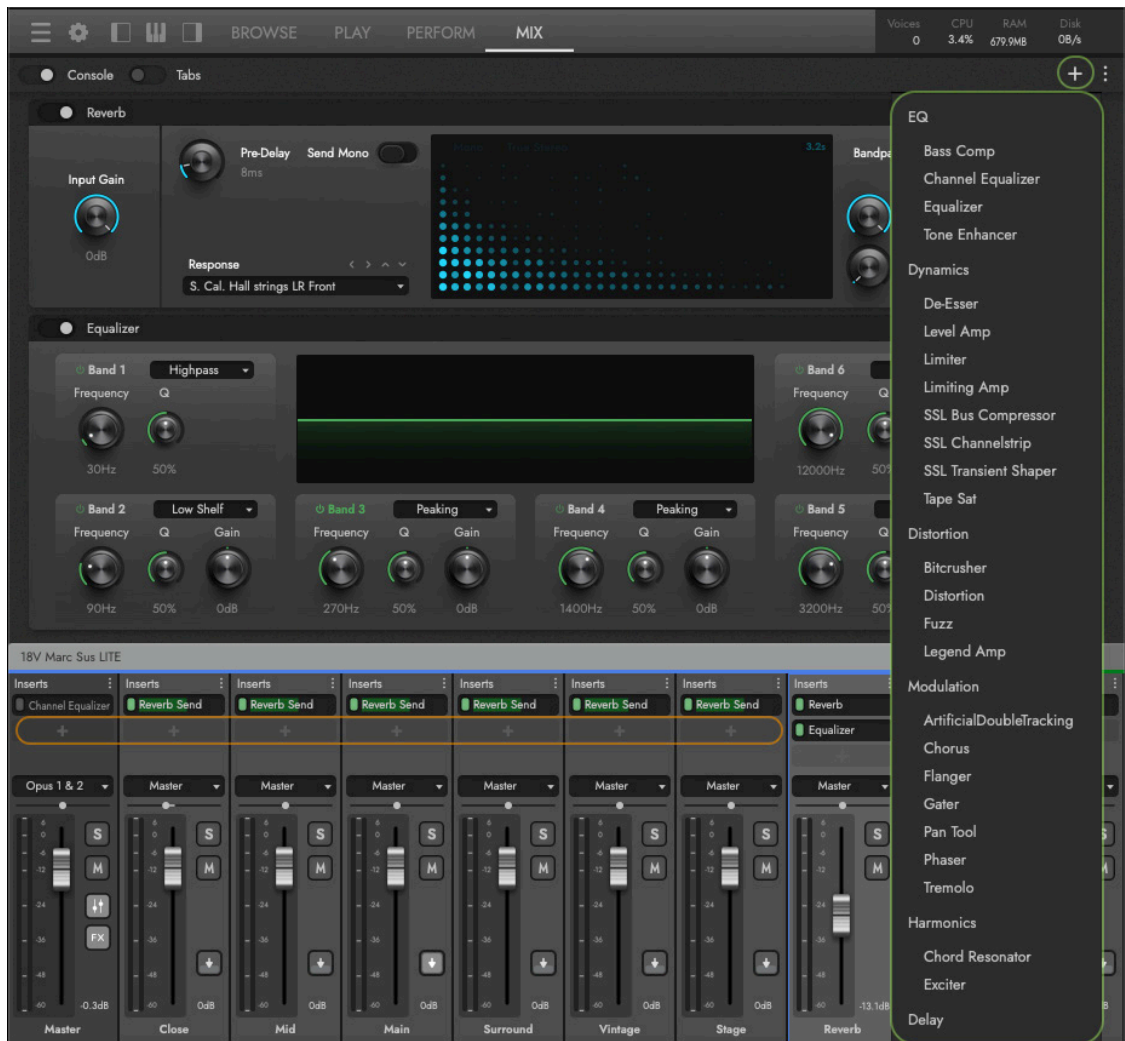 BROWSE PLAY PERFORM MIX
Voices CPU RAM Disk
0 3.4% 679.9MB 0B/s
Console Tabs
Reverb
Pre-Delay Send Mono
8ms
Input Gain
0dB
Response
S. Cal. Hall strings LR Front
True Stereo 3.2s
Equalizer
Band 1 Highpass
Frequency Q
30Hz 50%
Band 6
Frequency Q
12000Hz
Band 2 Low Shelf
Frequency Q Gain
90Hz 50% 0dB
Band 3 Peaking
Frequency Q Gain
270Hz 50% 0dB
Band 4 Peaking
Frequency Q Gain
1400Hz 50% 0dB
Band 5
Frequency Q
3200Hz
EQ
Bass Comp
Channel Equalizer
Equalizer
Tone Enhancer
Dynamics
De-Esser
Level Amp
Limiter
Limiting Amp
SSL Bus Compressor
SSL Channelstrip
SSL Transient Shaper
Tape Sat
Distortion
Bitcrusher
Distortion
Fuzz
Legend Amp
Modulation
ArtificialDoubleTracking
Chorus
Flanger
Gater
Pan Tool
Phaser
Tremolo
Harmonics
Chord Resonator
Exciter
Delay
18V Marc Sus LITE
Inserts Inserts Inserts Inserts Inserts Inserts Inserts Inserts
Channel Equalizer Reverb Send Reverb Send Reverb Send Reverb Send Reverb Send Reverb Send Reverb
Equalizer
Opus 1 & 2 Master Master Master Master Master Master Master
S S S S S S S S
M M M M M M M M
FX
-0.3dB 0dB 0dB 0dB 0dB 0dB 0dB -13.1dB
Master Close Mid Main Surround Vintage Stage Reverb